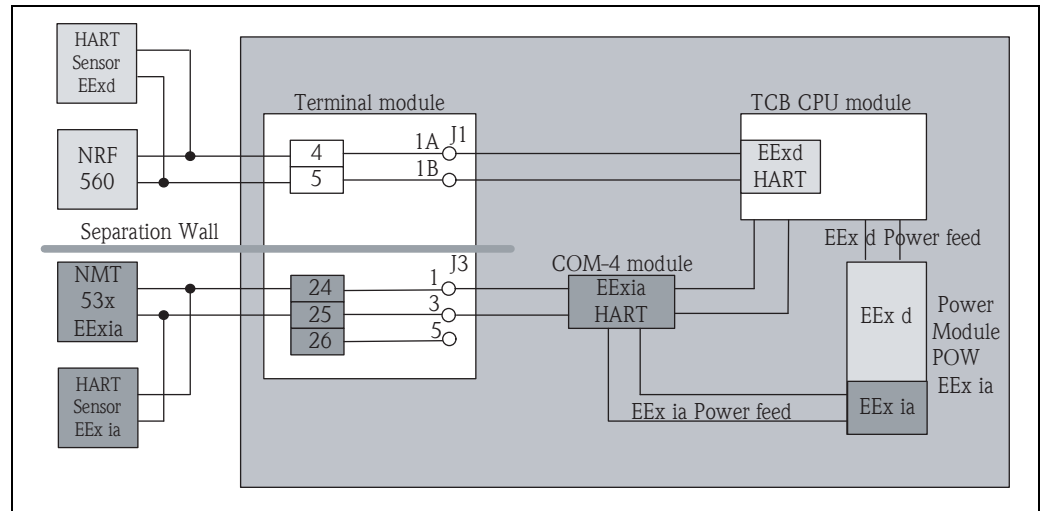 HART
Sensor
EExd
Terminal module
TCB CPU module
NRF
560
4
5
1A
1B
J1
EExd
HART
Separation Wall
EEx d Power feed
NMT
53x
EExia
24
25
26
1
3
5
J3
COM-4 module
EExia
HART
EEx d
Power
Module
POW
EEx ia
EEx ia
HART
Sensor
EEx ia
EEx ia Power feed